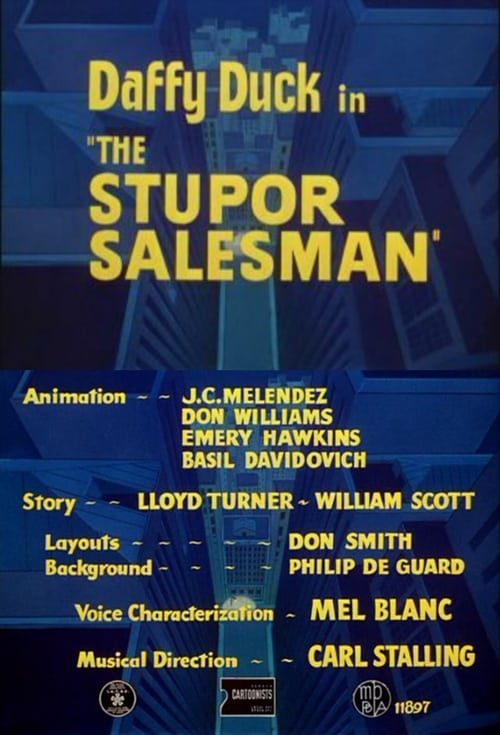 Daffy Duck in
"THE
STUPOR
SALESMAN"
Animation ~ ~ J.C.MELENDEZ
DON WILLIAMS
EMERY HAWKINS
BASIL DAVIDOVICH
Story ~ ~ LLOYD TURNER ~ WILLIAM SCOTT
Layouts ~ ~ ~ ~ DON SMITH
Background ~ ~ ~ ~ PHILIP DE GUARD
Voice Characterization ~ MEL BLANC
Musical Direction ~ ~ CARL STALLING
CARTOONISTS
11897